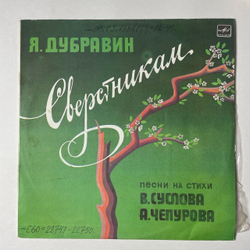 Я. ДУБРАВИН
Сверстникам
ПЕСНИ НА СТИХИ
В. СУСЛОВА
А. ЧЕПУРОВА